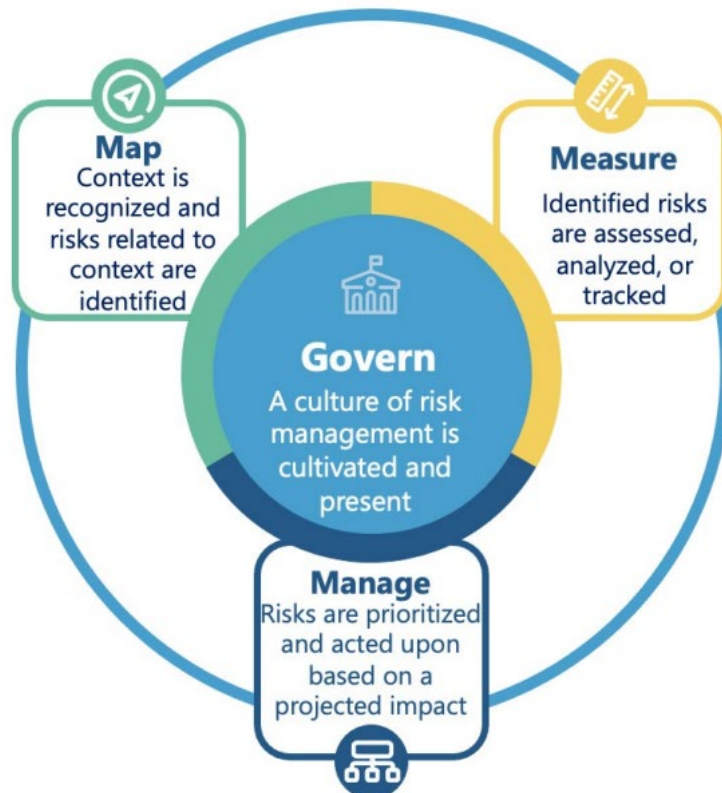 Map
Context is
recognized and
risks related to
context are
identified
Measure
Identified risks
are assessed,
analyzed, or
tracked
Govern
A culture of risk
management is
cultivated and
present
Manage
Risks are prioritized
and acted upon
based on a
projected impact